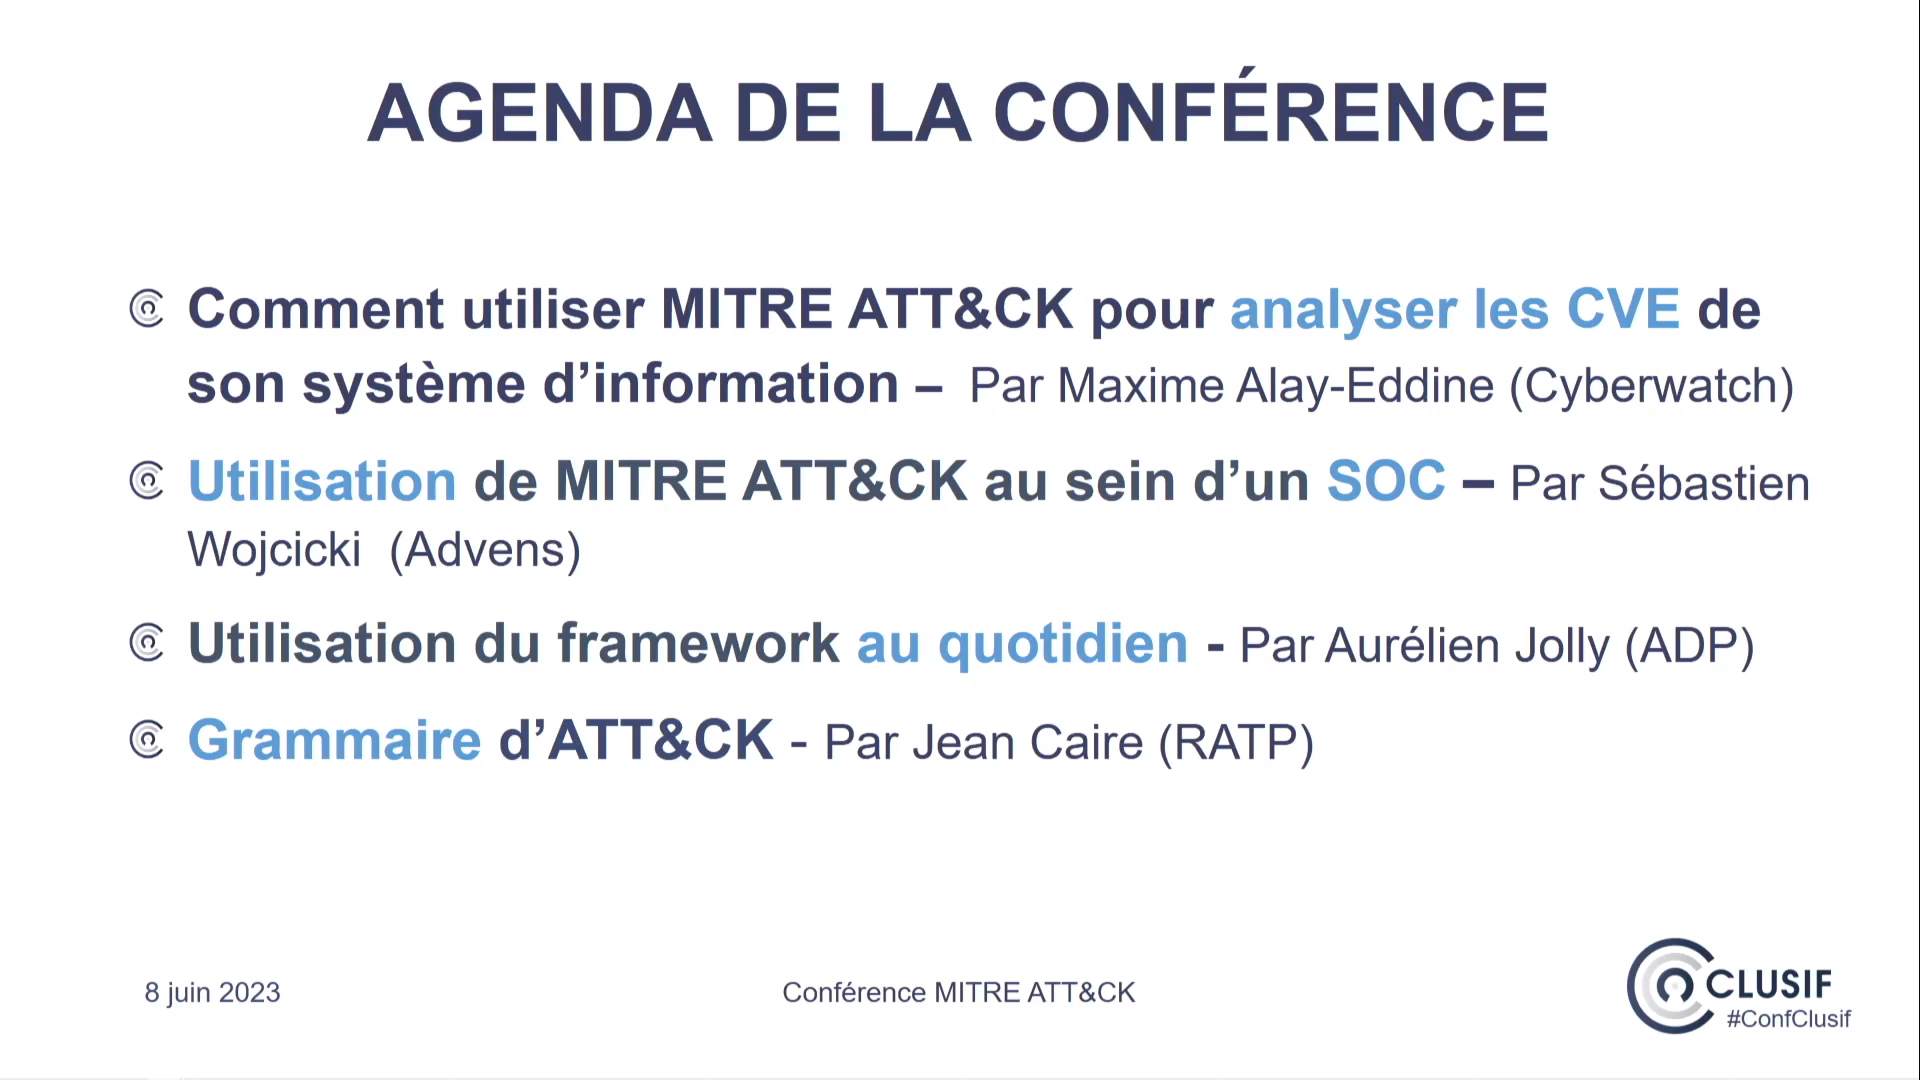 AGENDA DE LA CONFÉRENCE
Comment utiliser MITRE ATT&CK pour analyser les CVE de
son système d’information – Par Maxime Alay-Eddine (Cyberwatch)
Utilisation de MITRE ATT&CK au sein d’un SOC – Par Sébastien
Wojcicki (Advens)
Utilisation du framework au quotidien - Par Aurélien Jolly (ADP)
Grammaire d’ATT&CK - Par Jean Caire (RATP)
8 juin 2023
Conférence MITRE ATT&CK
CLUSIF
#ConfClusif